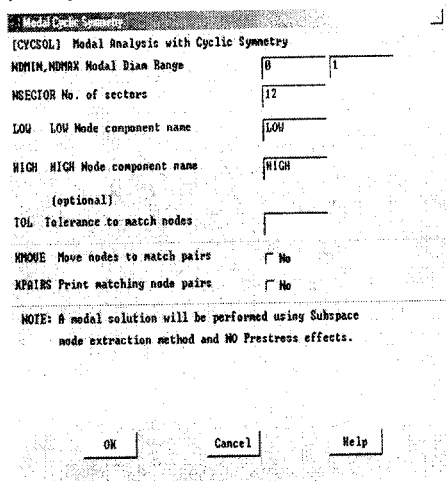 Modal Cyclic Symmetry
[CYCSOL] Modal Analysis with Cyclic Symmetry
NDMIN,NDMAX Nodal Diam Range 0 1
NSECTOR No. of sectors 12
LOW LOW Node component name LOW
HIGH HIGH Node component name HIGH
(optional)
TOL Tolerance to match nodes
KMOVE Move nodes to match pairs No
KPAIRS Print matching node pairs No
NOTE: A modal solution will be performed using Subspace
mode extraction method and NO Prestress effects.
OK Cancel Help